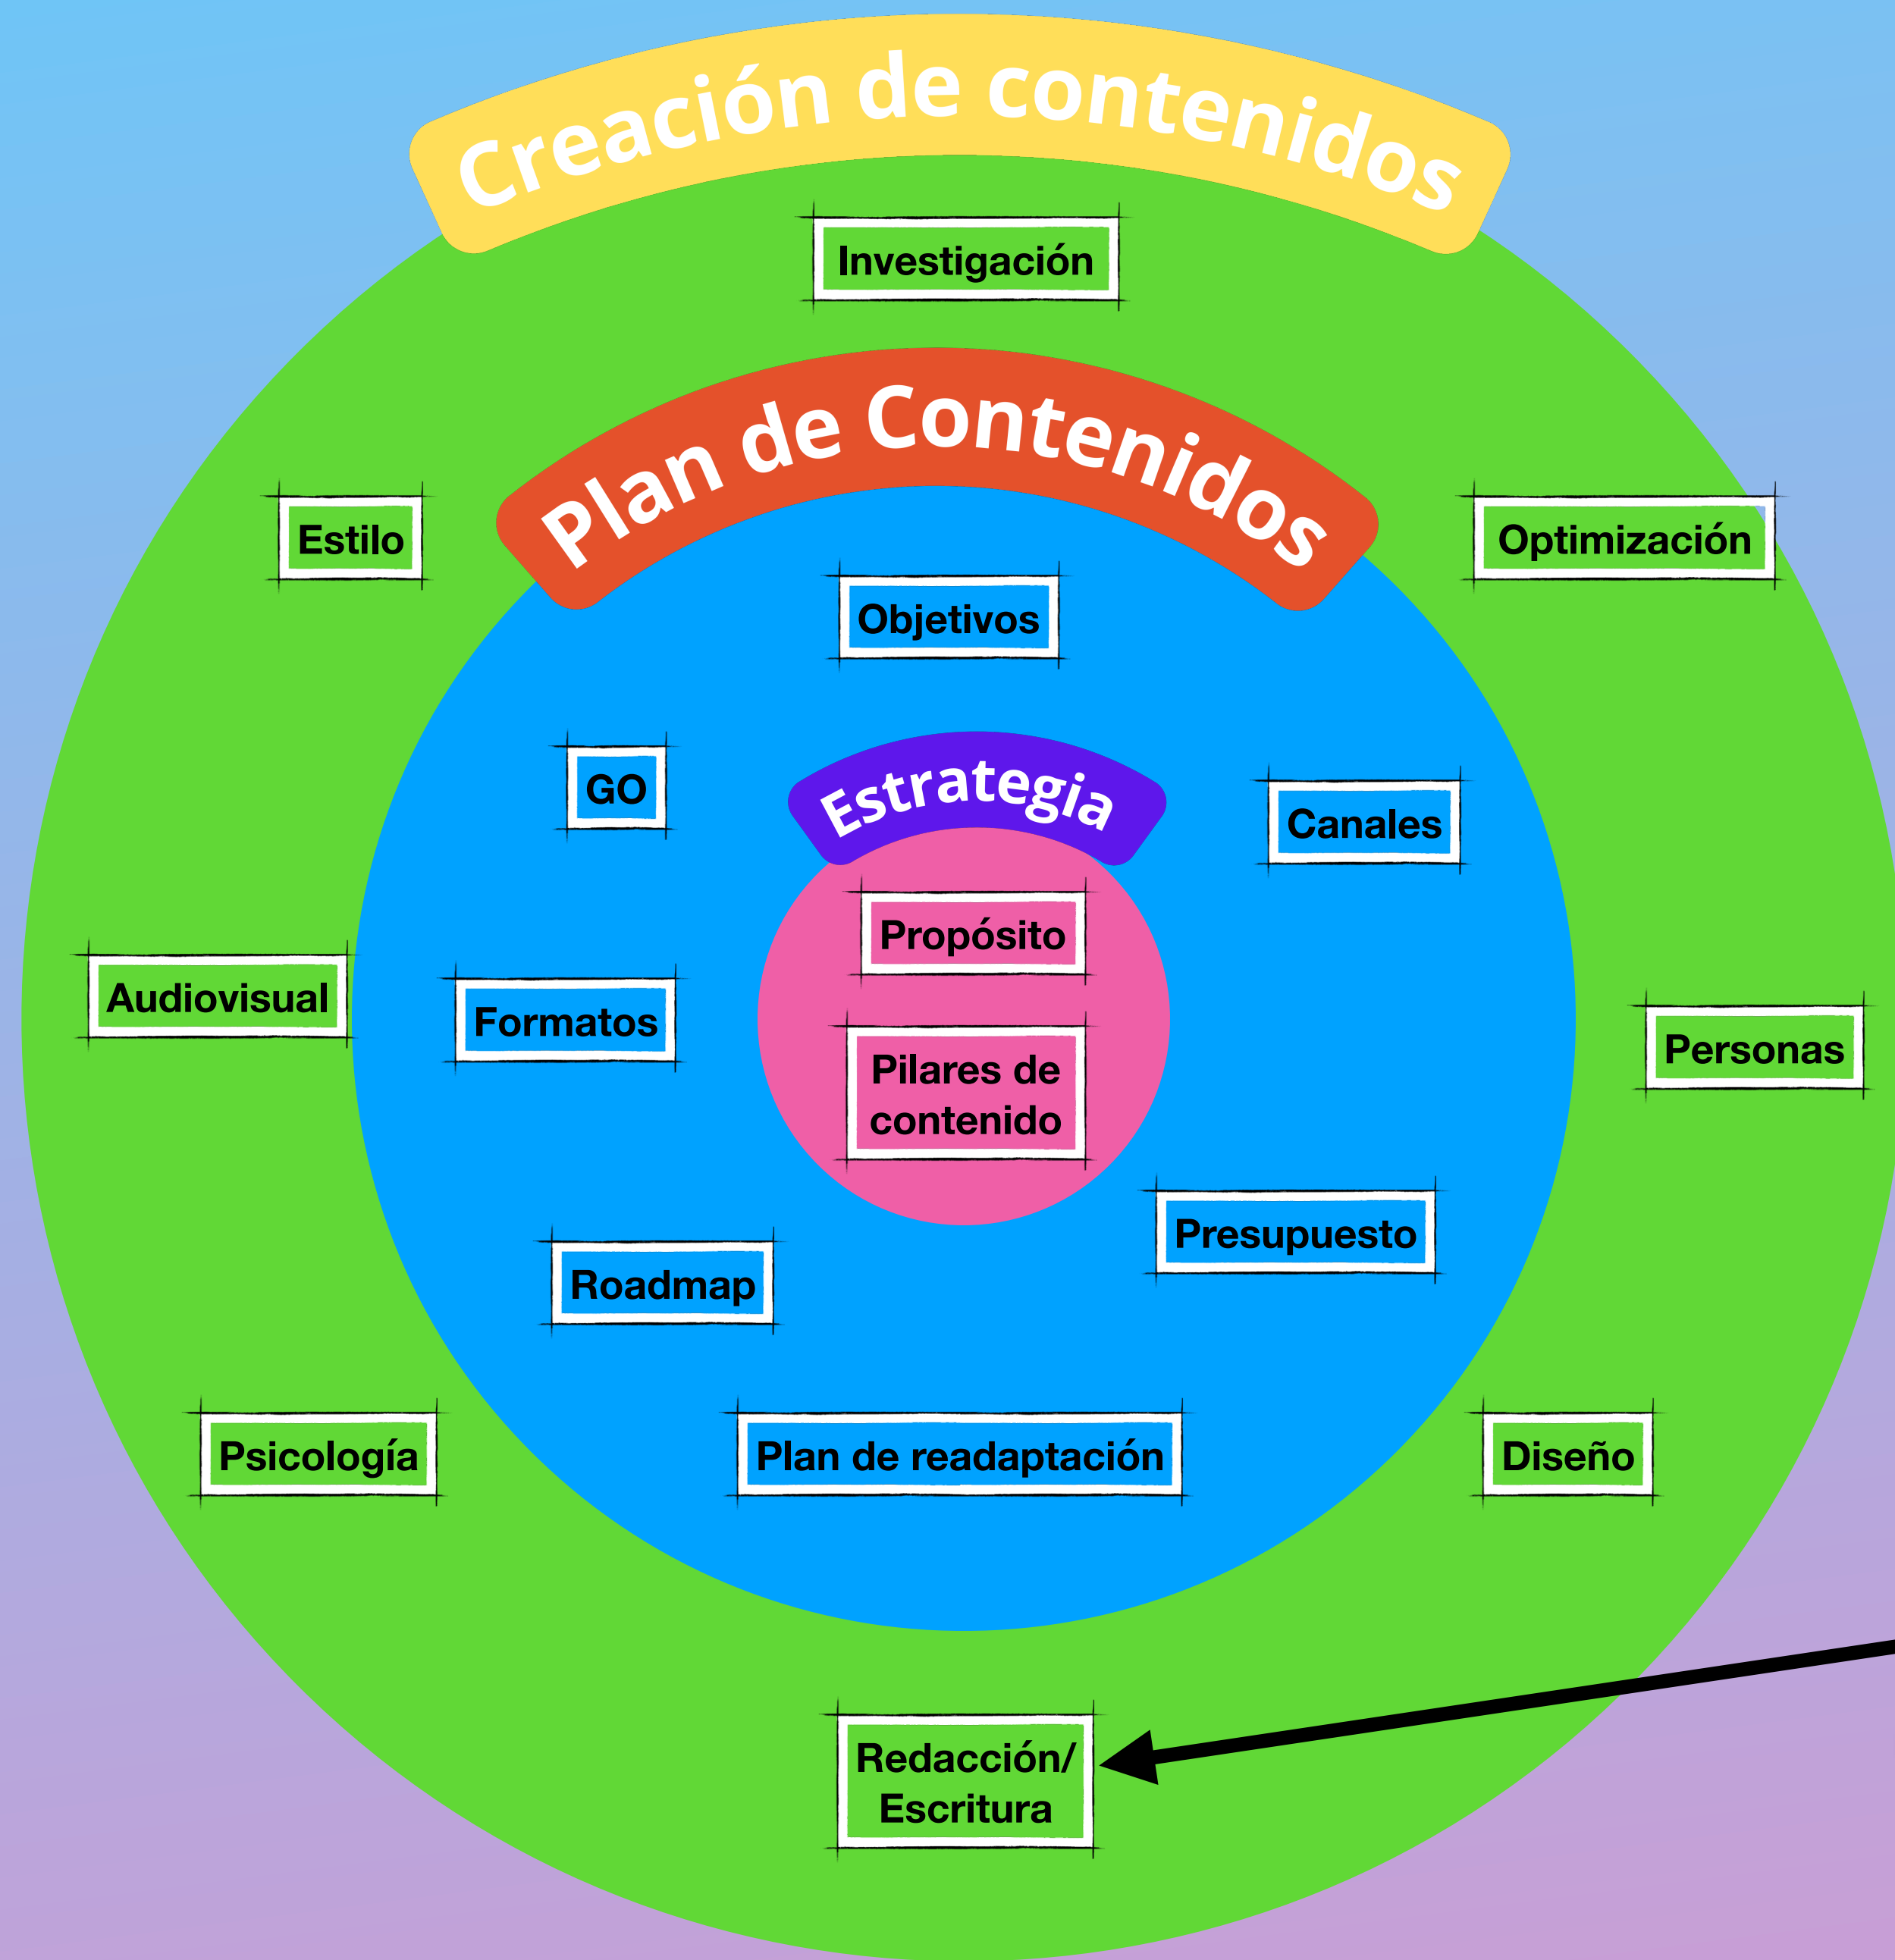 Creación de contenidos
Investigación
Plan de Contenidos
Estilo
Optimización
Objetivos
GO
Estrategia
Canales
Propósito
Audiovisual
Formatos
Personas
Pilares de
contenido
Presupuesto
Roadmap
Psicología
Plan de readaptación
Diseño
Redacción/
Escritura